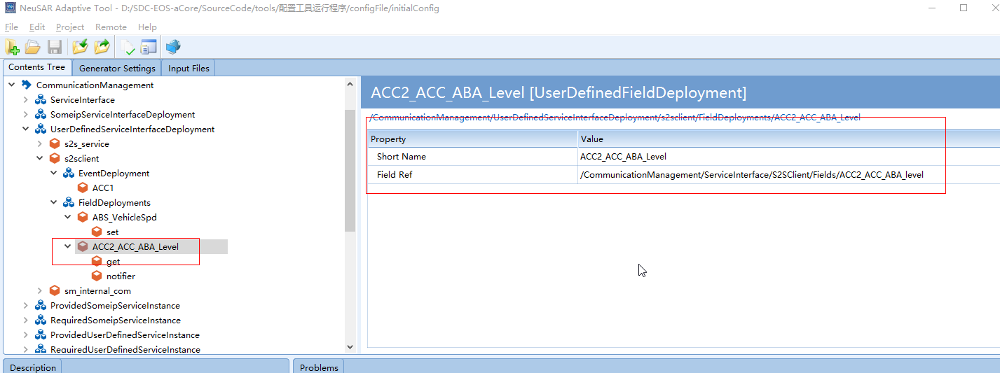 NeuSAR Adaptive Tool - D:/SDC-EOS-aCore/SourceCode/tools/配置工具运行程序/configFile/initialConfig
File Edit Project Remote Help
Contents Tree Generator Settings Input Files
CommunicationManagement
ServiceInterface
SomeipServiceInterfaceDeployment
UserDefinedServiceInterfaceDeployment
s2s_service
s2sclient
EventDeployment
ACC1
FieldDeployments
ABS_VehicleSpd
set
ACC2_ACC_ABA_Level
get
notifier
sm_internal_com
ProvidedSomeipServiceInstance
RequiredSomeipServiceInstance
ProvidedUserDefinedServiceInstance
RequiredUserDefinedServiceInstance
ACC2_ACC_ABA_Level [UserDefinedFieldDeployment]
/CommunicationManagement/UserDefinedServiceInterfaceDeployment/s2sclient/FieldDeployments/ACC2_ACC_ABA_Level
Property Value
Short Name ACC2_ACC_ABA_Level
Field Ref /CommunicationManagement/ServiceInterface/S2SClient/Fields/ACC2_ACC_ABA_level
Description Problems